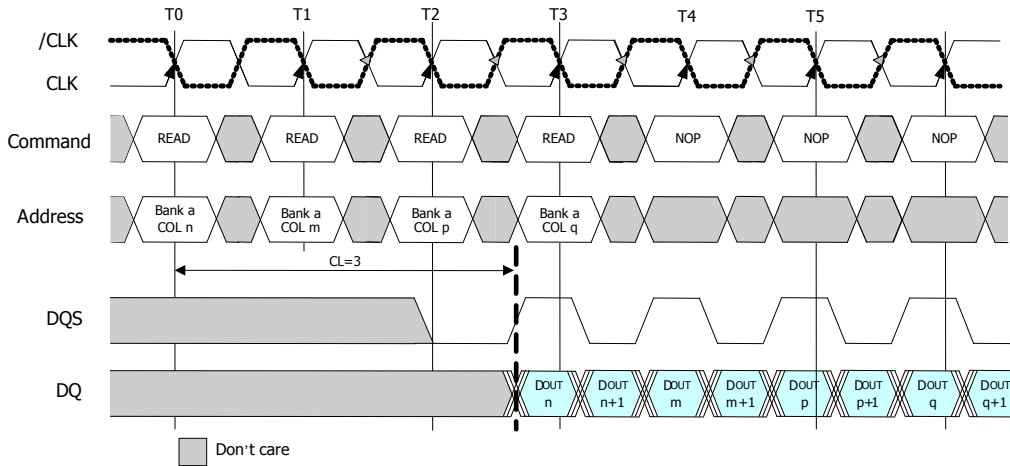 T0 T1 T2 T3 T4 T5
/CLK
CLK
Command READ READ READ READ NOP NOP NOP
Address Bank a Bank a Bank a Bank a
COL n COL m COL p COL q
CL=3
DQS
DQ DOUT DOUT DOUT DOUT DOUT DOUT DOUT DOUT
n n+1 m m+1 p p+1 q q+1
Don't care